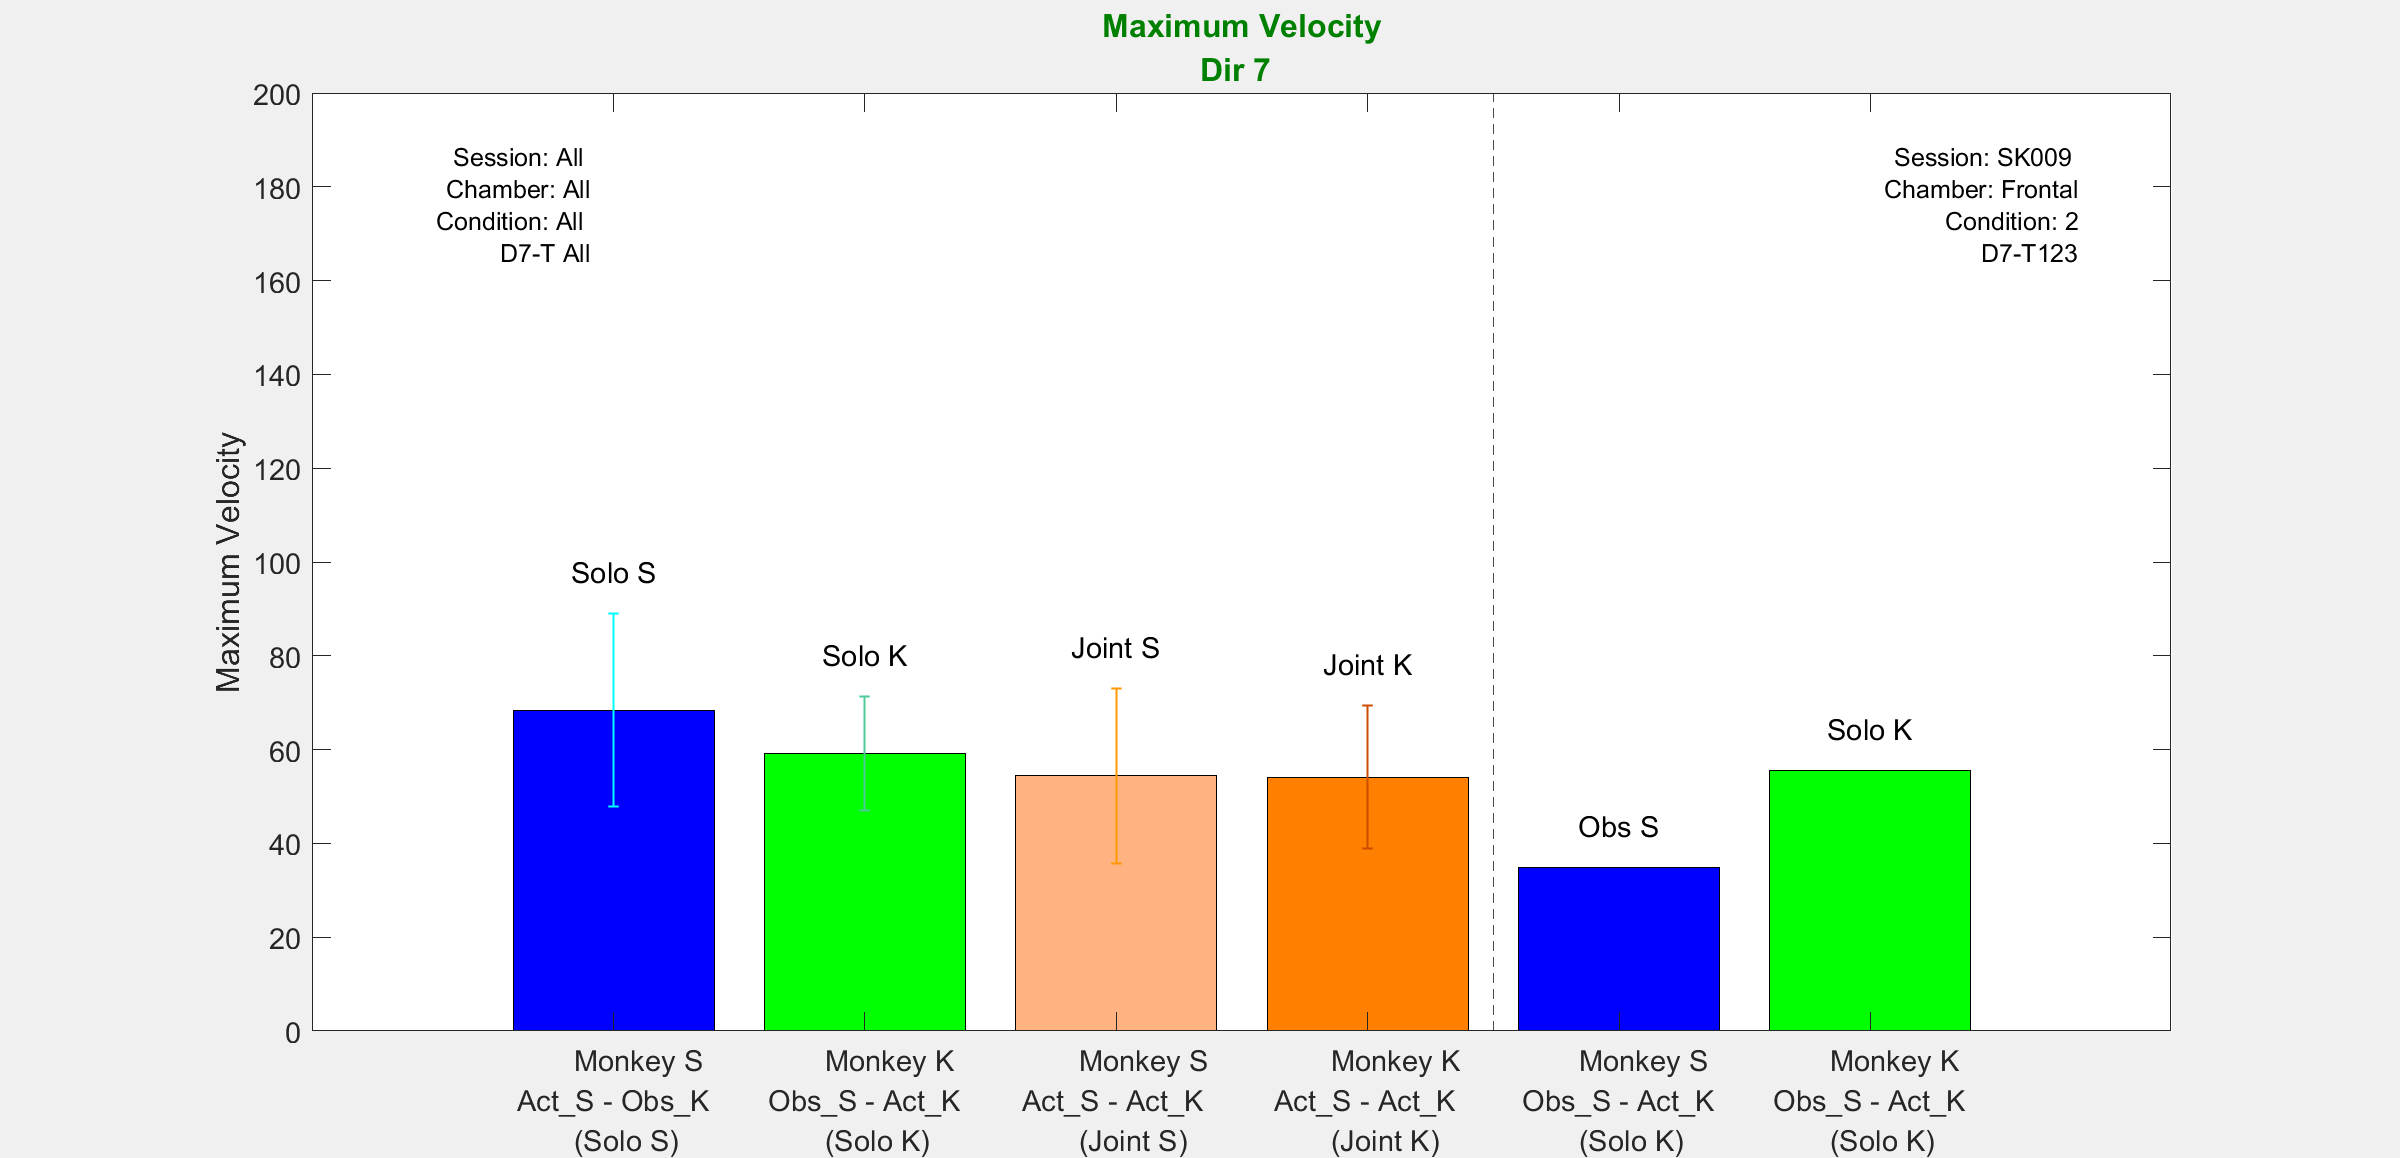 Maximum Velocity
Dir 7
Session: All
Chamber: All
Condition: All
D7-T All
Session: SK009
Chamber: Frontal
Condition: 2
D7-T123
Maximum Velocity
200
180
160
140
120
100
80
60
40
20
0
Solo S
Solo K
Joint S
Joint K
Obs S
Solo K
Monkey S
Act_S - Obs_K
(Solo S)
Monkey K
Obs_S - Act_K
(Solo K)
Monkey S
Act_S - Act_K
(Joint S)
Monkey K
Act_S - Act_K
(Joint K)
Monkey S
Obs_S - Act_K
(Solo K)
Monkey K
Obs_S - Act_K
(Solo K)